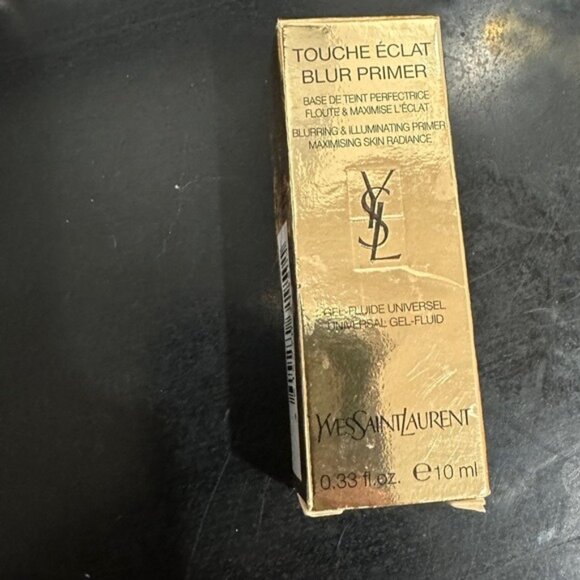 TOUCHE ÉCLAT
BLUR PRIMER
BASE DE TEINT PERFECTRICE
FLOUTE & MAXIMISE L'ÉCLAT
BLURRING & ILLUMINATING PRIMER
MAXIMISING SKIN RADIANCE
YSL
GEL-FLUIDE UNIVERSEL
UNIVERSAL GEL-FLUID
YVESSAINTLAURENT
0.33 fl.oz. ℮10 ml